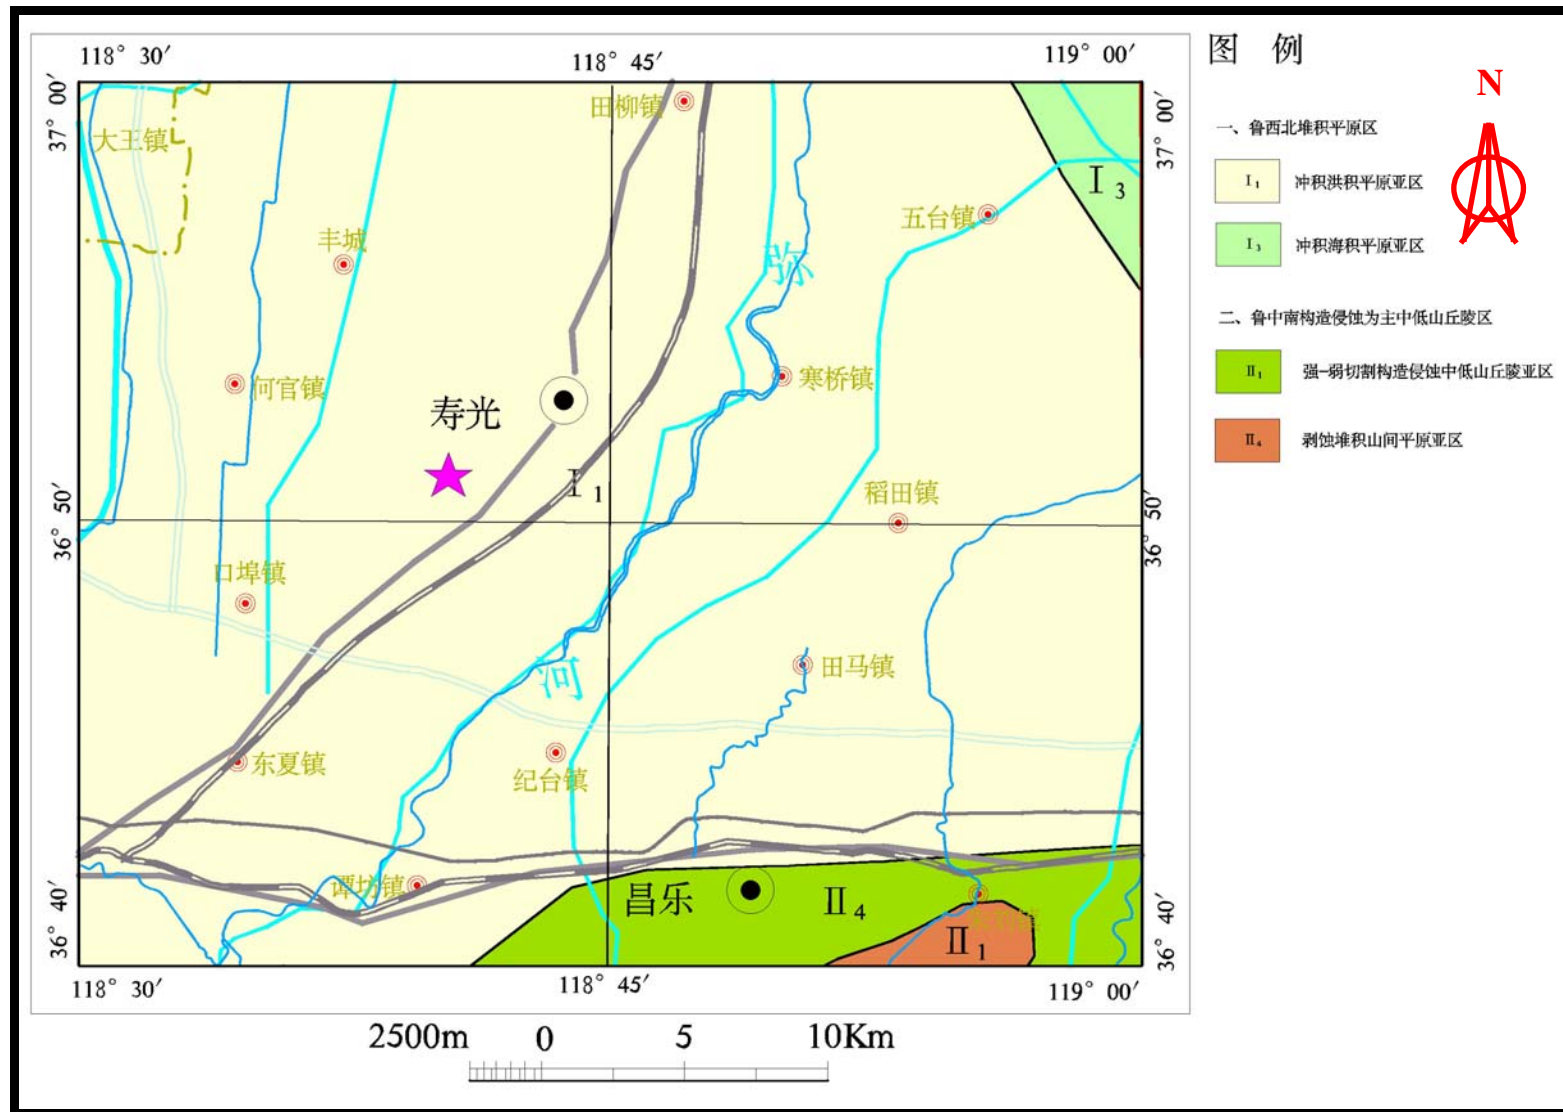 118° 30′
118° 45′
119° 00′
图 例
N
37° 00′
37° 00′
田柳镇
大王镇
一、鲁西北堆积平原区
Ⅰ3
Ⅰ1
冲积洪积平原亚区
五台镇
丰城
弥
Ⅰ3
冲积海积平原亚区
二、鲁中南构造侵蚀为主中低山丘陵区
何官镇
寒桥镇
Ⅱ1
强-弱切割构造侵蚀中低山丘陵亚区
寿光
Ⅱ4
剥蚀堆积山间平原亚区
Ⅰ1
稻田镇
36° 50′
36° 50′
口埠镇
河
田马镇
东夏镇
纪台镇
谭坊镇
昌乐
Ⅱ4
Ⅱ1
36° 40′
36° 40′
118° 30′
118° 45′
119° 00′
2500m 0 5 10Km